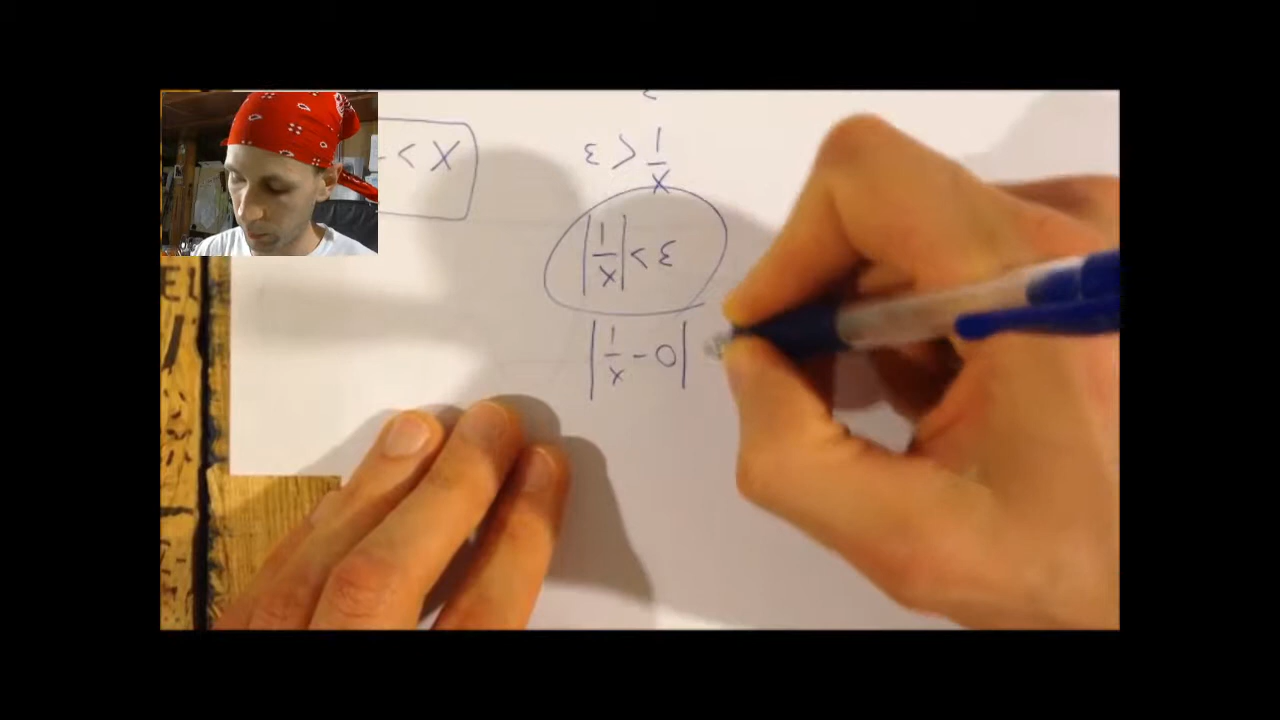 < X
ε > 1/x
|1/x| < ε
|1/x - 0|